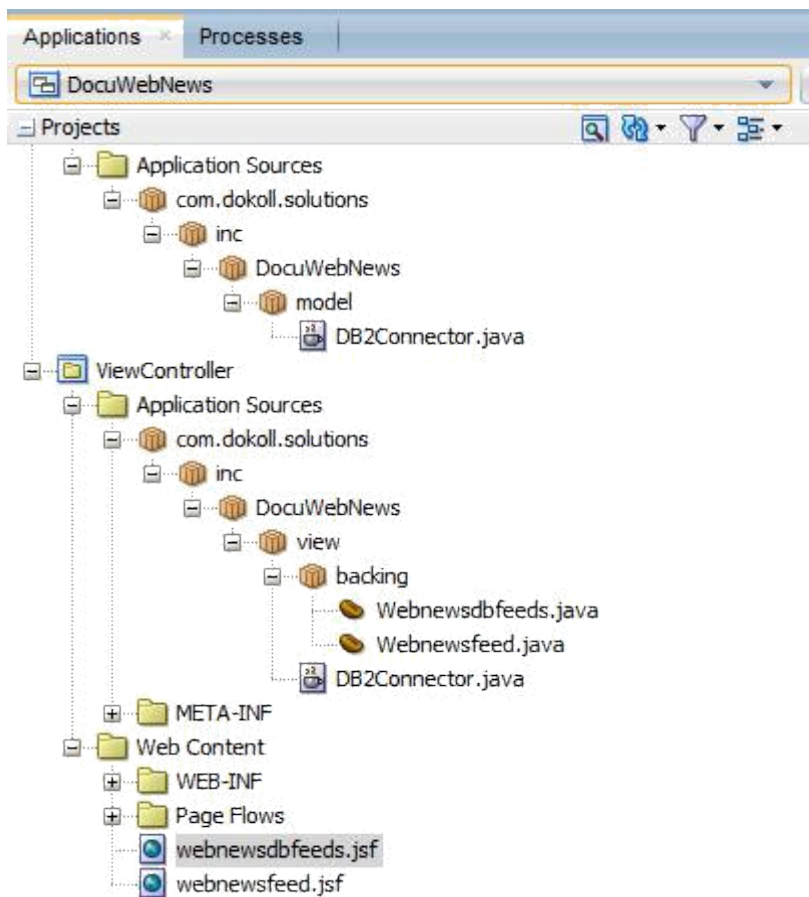 Applications Processes
DocuWebNews
Projects
Application Sources
com.dokoll.solutions
inc
DocuWebNews
model
DB2Connector.java
ViewController
Application Sources
com.dokoll.solutions
inc
DocuWebNews
view
backing
Webnewsdbfeeds.java
Webnewsfeed.java
DB2Connector.java
META-INF
Web Content
WEB-INF
Page Flows
webnewsdbfeeds.jsf
webnewsfeed.jsf